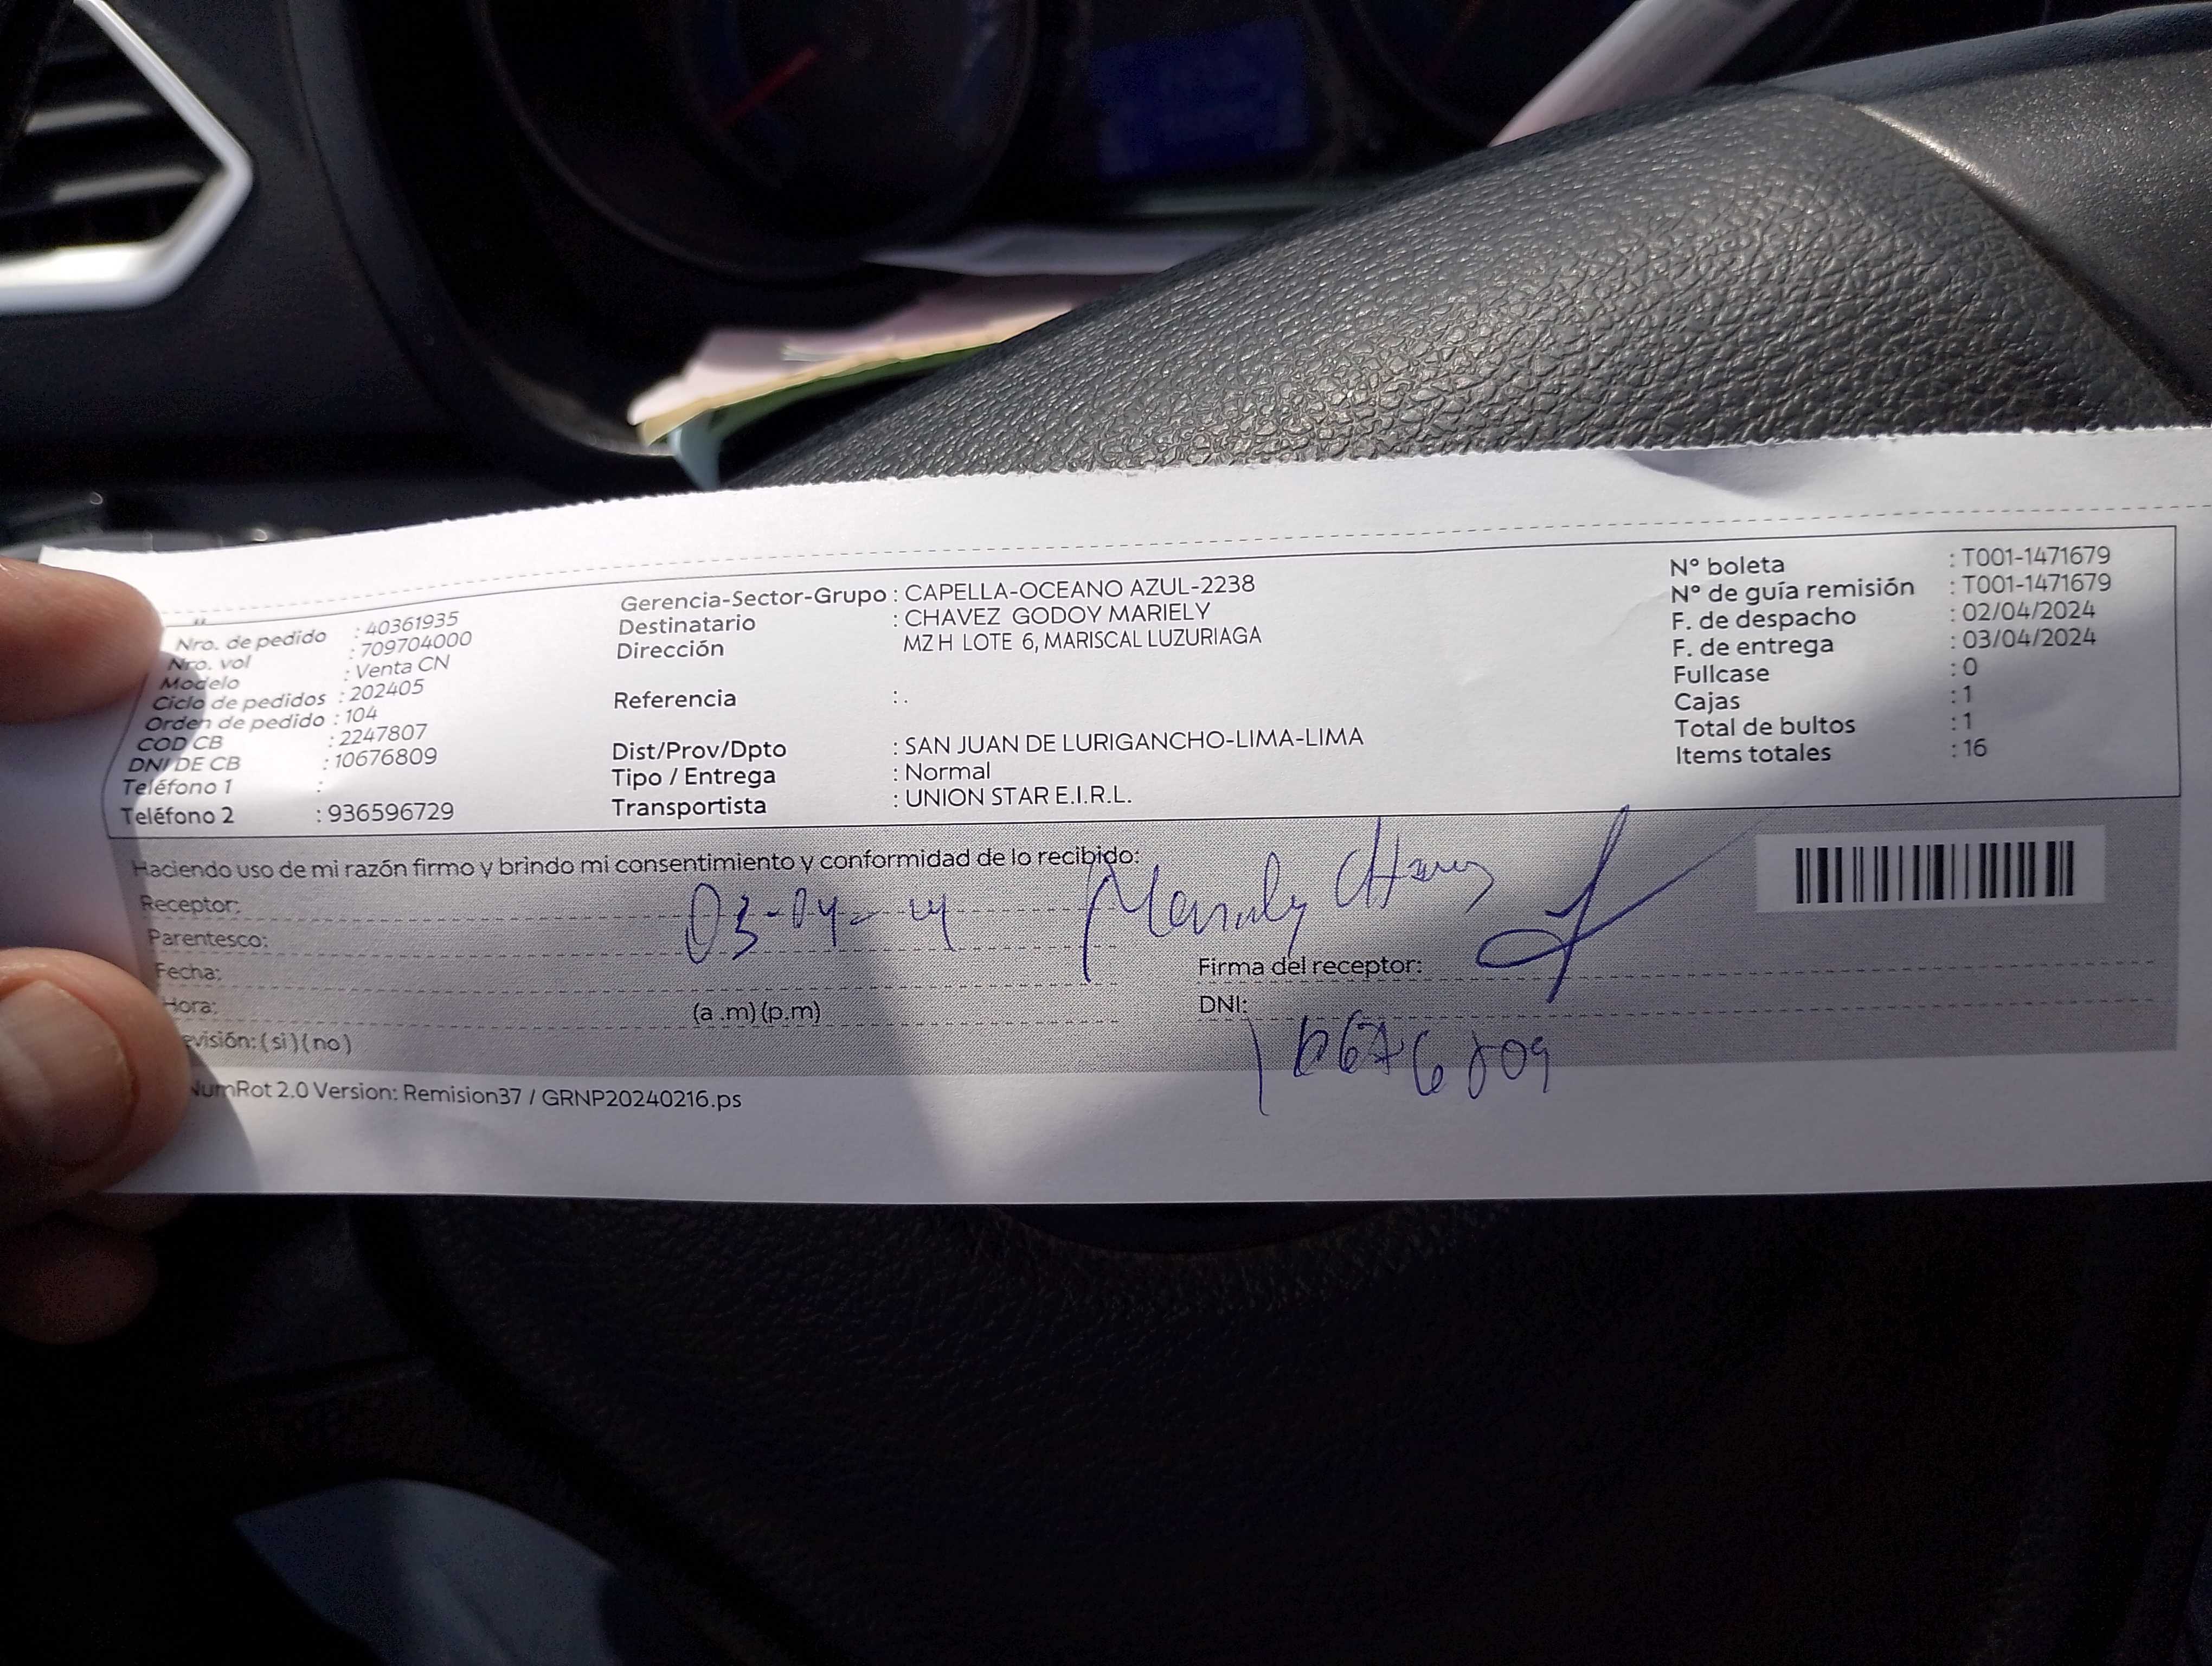 Nro. de pedido : 40361935
Nro. vol : 709704000
Modelo : Venta CN
Ciclo de pedidos : 202405
Orden de pedido : 104
COD CB : 2247807
DNI DE CB : 10676809
Teléfono 1 :
Teléfono 2 : 936596729
Gerencia-Sector-Grupo : CAPELLA-OCEANO AZUL-2238
Destinatario : CHAVEZ GODOY MARIELY
Dirección MZ H LOTE 6, MARISCAL LUZURIAGA
Referencia : .
Dist/Prov/Dpto : SAN JUAN DE LURIGANCHO-LIMA-LIMA
Tipo / Entrega : Normal
Transportista : UNION STAR E.I.R.L.
N° boleta : T001-1471679
N° de guía remisión : T001-1471679
F. de despacho : 02/04/2024
F. de entrega : 03/04/2024
Fullcase : 0
Cajas : 1
Total de bultos : 1
Items totales : 16
Haciendo uso de mi razón firmo y brindo mi consentimiento y conformidad de lo recibido:
Receptor:
Parentesco:
Fecha:
Hora: (a .m) (p.m)
evisión: (si) (no)
03-04-
Firma del receptor:
DNI:
10676809
NumRot 2.0 Version: Remision37 / GRNP20240216.ps